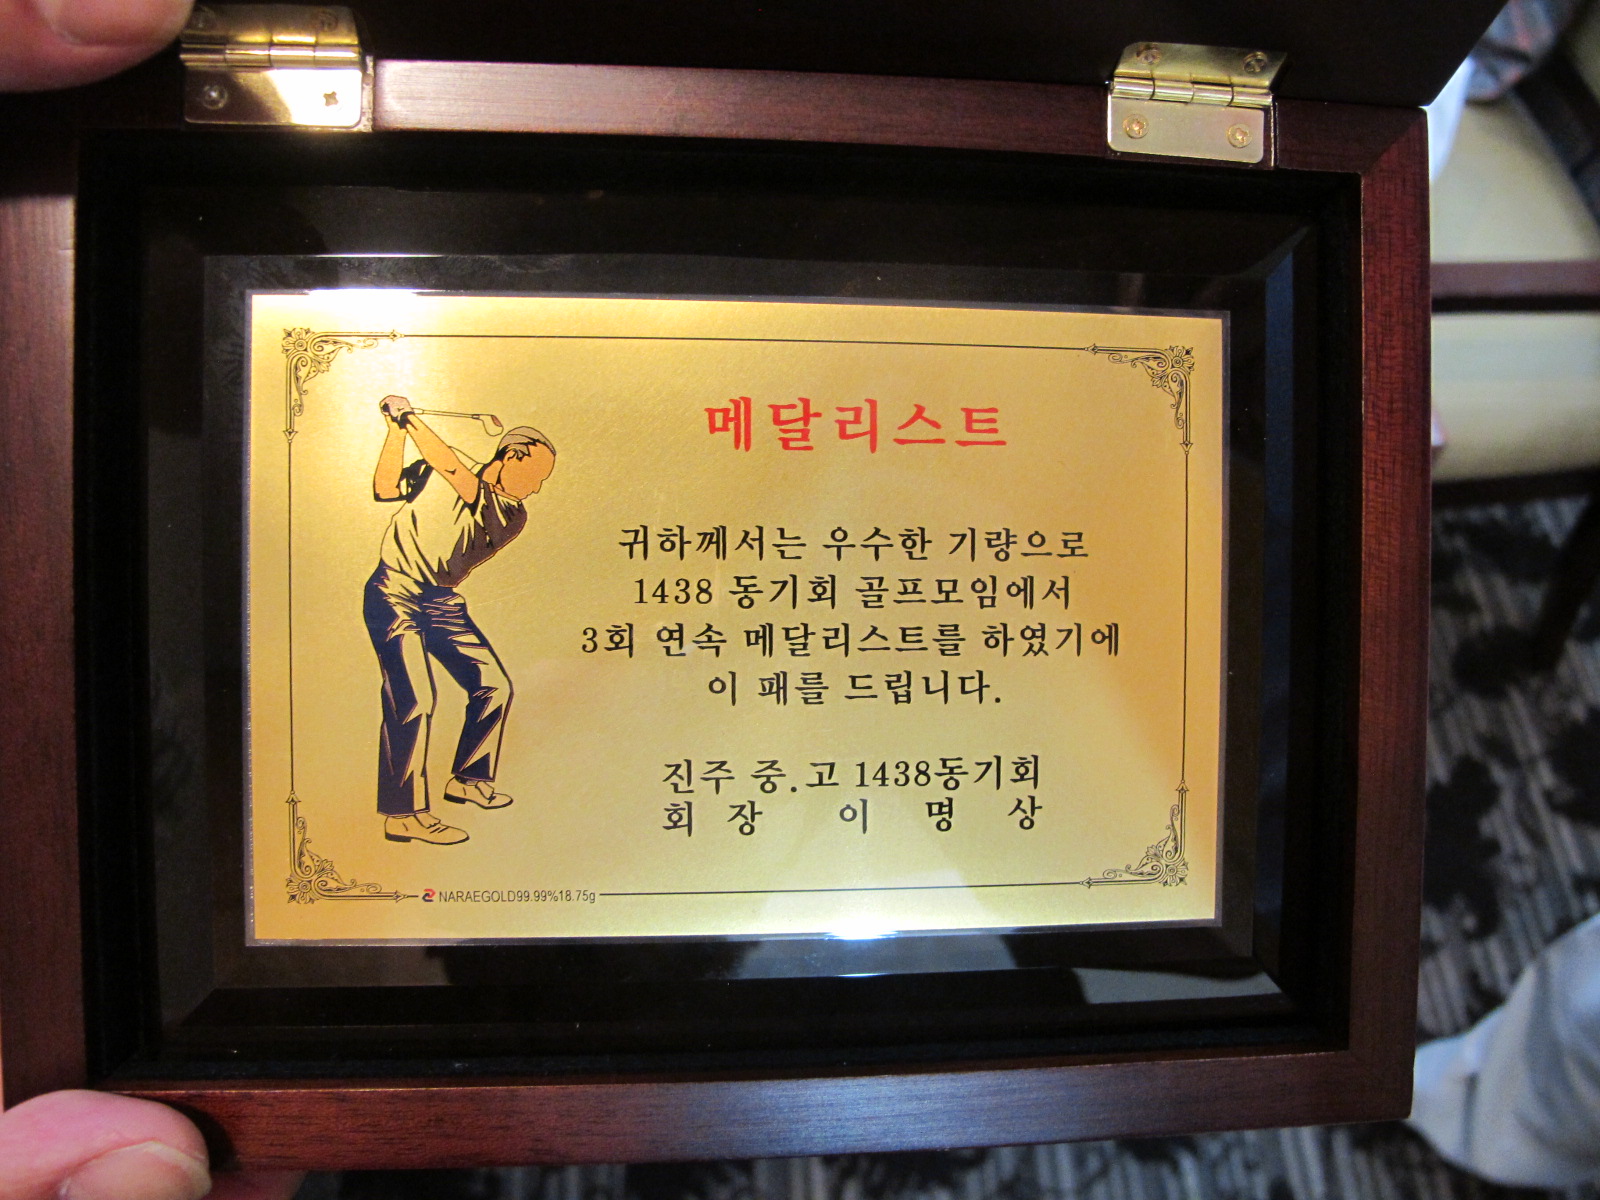 메달리스트
귀하께서는 우수한 기량으로
1438 동기회 골프모임에서
3회 연속 메달리스트를 하였기에
이 패를 드립니다.
진주 중.고 1438동기회
회 장 이 명 상
NARAEGOLD99.99%18.75g